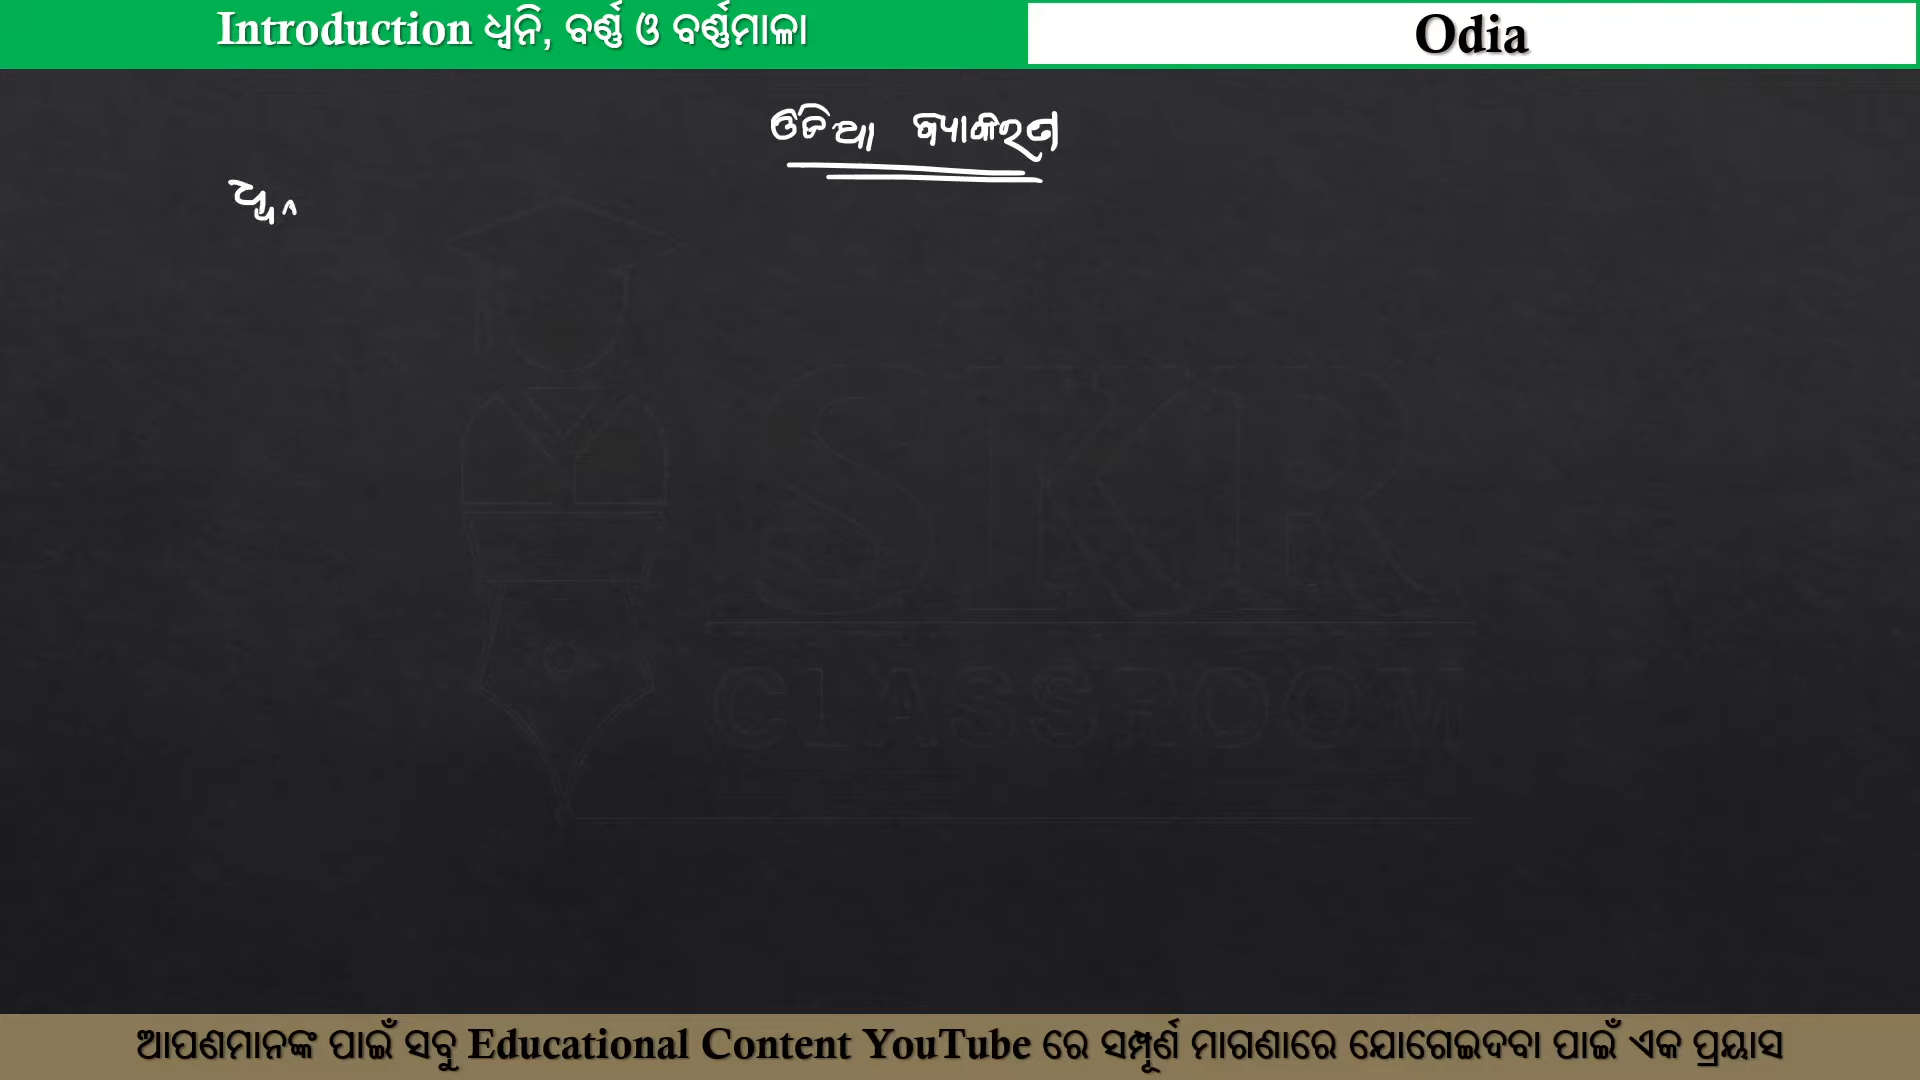 Introduction ଧ୍ୱନି, ବର୍ଣ୍ଣ ଓ ବର୍ଣ୍ଣମାଳା
Odia
ଓଡିଆ ବ୍ୟାକରଣ
SKR
CLASSROOM
ଆପଣମାନଙ୍କ ପାଇଁ ସବୁ Educational Content YouTube ରେ ସମ୍ପୂର୍ଣ ମାଗଣାରେ ଯୋଗେଇଦବା ପାଇଁ ଏକ ପ୍ରୟାସ